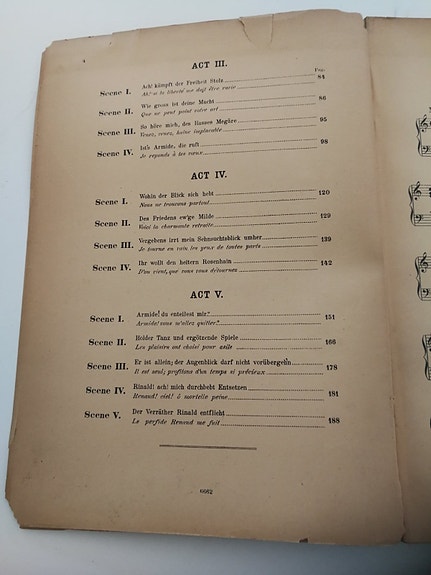 4
ACT III.
Pag.
Scene I. Ach! kämpft der Freiheit Stolz 84
Ah! si la liberté me doit être ravie
Scene II. Wie gross ist deine Macht 86
Que ne peut point votre art
Scene III. So höre mich, des Hasses Megäre 95
Venez, venez, haine implacable
Scene IV. Ist's Armide, die ruft 98
Je reponds à tes voeux
ACT IV.
Scene I. Wohin der Blick sich hebt 120
Nous ne trouvons partout
Scene II. Des Friedens ew'ge Milde 129
Voici la charmante retraite
Scene III. Vergebens irrt mein Sehnsuchtsblick umher 139
Je tourne en vain les yeux de toutes parts
Scene IV. Ihr wollt den heitern Rosenhain 142
D'ou vient, que vous vous détournez
ACT V.
Scene I. Armide! du enteilest mir? 151
Armide! vous m'allez quitter?
Scene II. Holder Tanz und ergötzende Spiele 166
Les plaisirs ont choisi pour asile
Scene III. Er ist allein; der Augenblick darf nicht vorübergeh'n 178
Il est seul; profitons d'un temps si précieux
Scene IV. Rinald! ach! mich durchbebt Entsetzen 181
Renaud! ciel! ô mortelle peine
Scene V. Der Verräther Rinald entflieht 188
Le perfide Renaud me fuit
6662